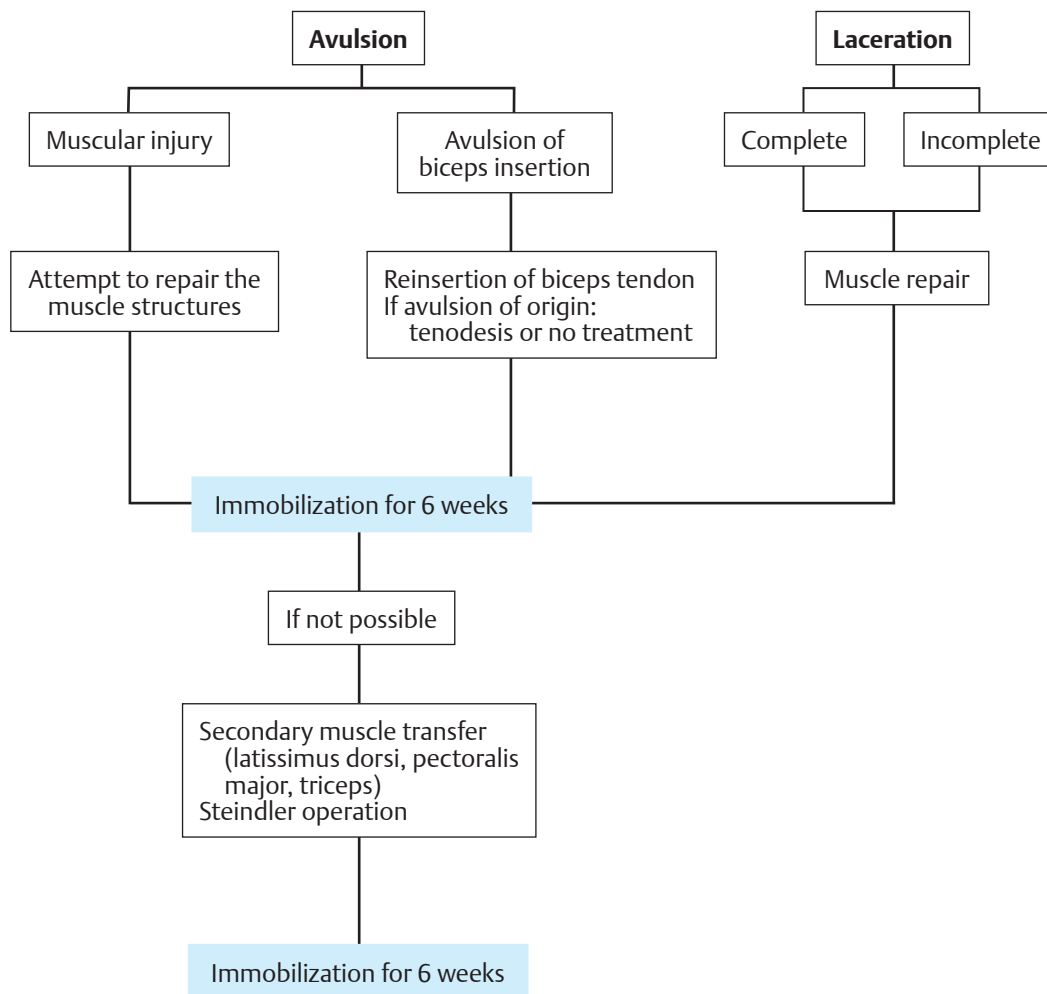 Avulsion
Laceration
Muscular injury
Avulsion of
biceps insertion
Complete
Incomplete
Attempt to repair the
muscle structures
Reinsertion of biceps tendon
If avulsion of origin:
tenodesis or no treatment
Muscle repair
Immobilization for 6 weeks
If not possible
Secondary muscle transfer
(latissimus dorsi, pectoralis
major, triceps)
Steindler operation
Immobilization for 6 weeks